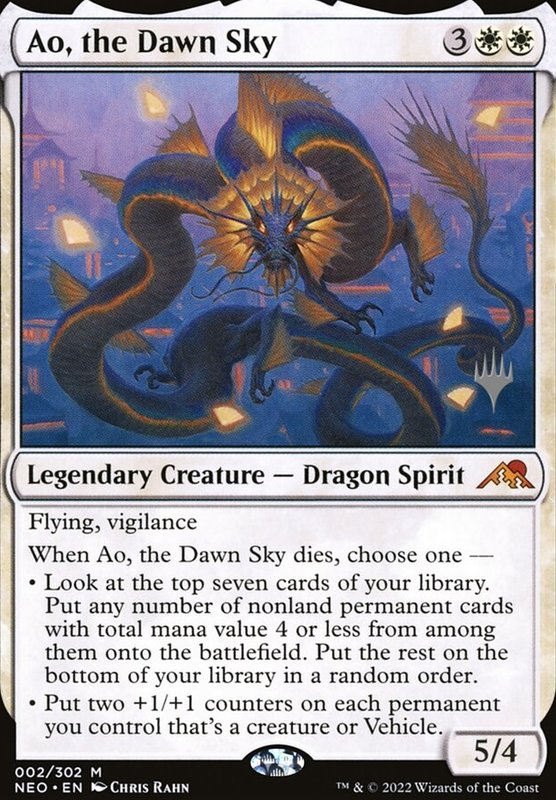 Ao, the Dawn Sky 3
Legendary Creature — Dragon Spirit
Flying, vigilance
When Ao, the Dawn Sky dies, choose one —
• Look at the top seven cards of your library.
Put any number of nonland permanent cards
with total mana value 4 or less from among
them onto the battlefield. Put the rest on the
bottom of your library in a random order.
• Put two +1/+1 counters on each permanent
you control that's a creature or Vehicle.
5/4
002/302 M
NEO • EN Chris Rahn
™ & © 2022 Wizards of the Coast